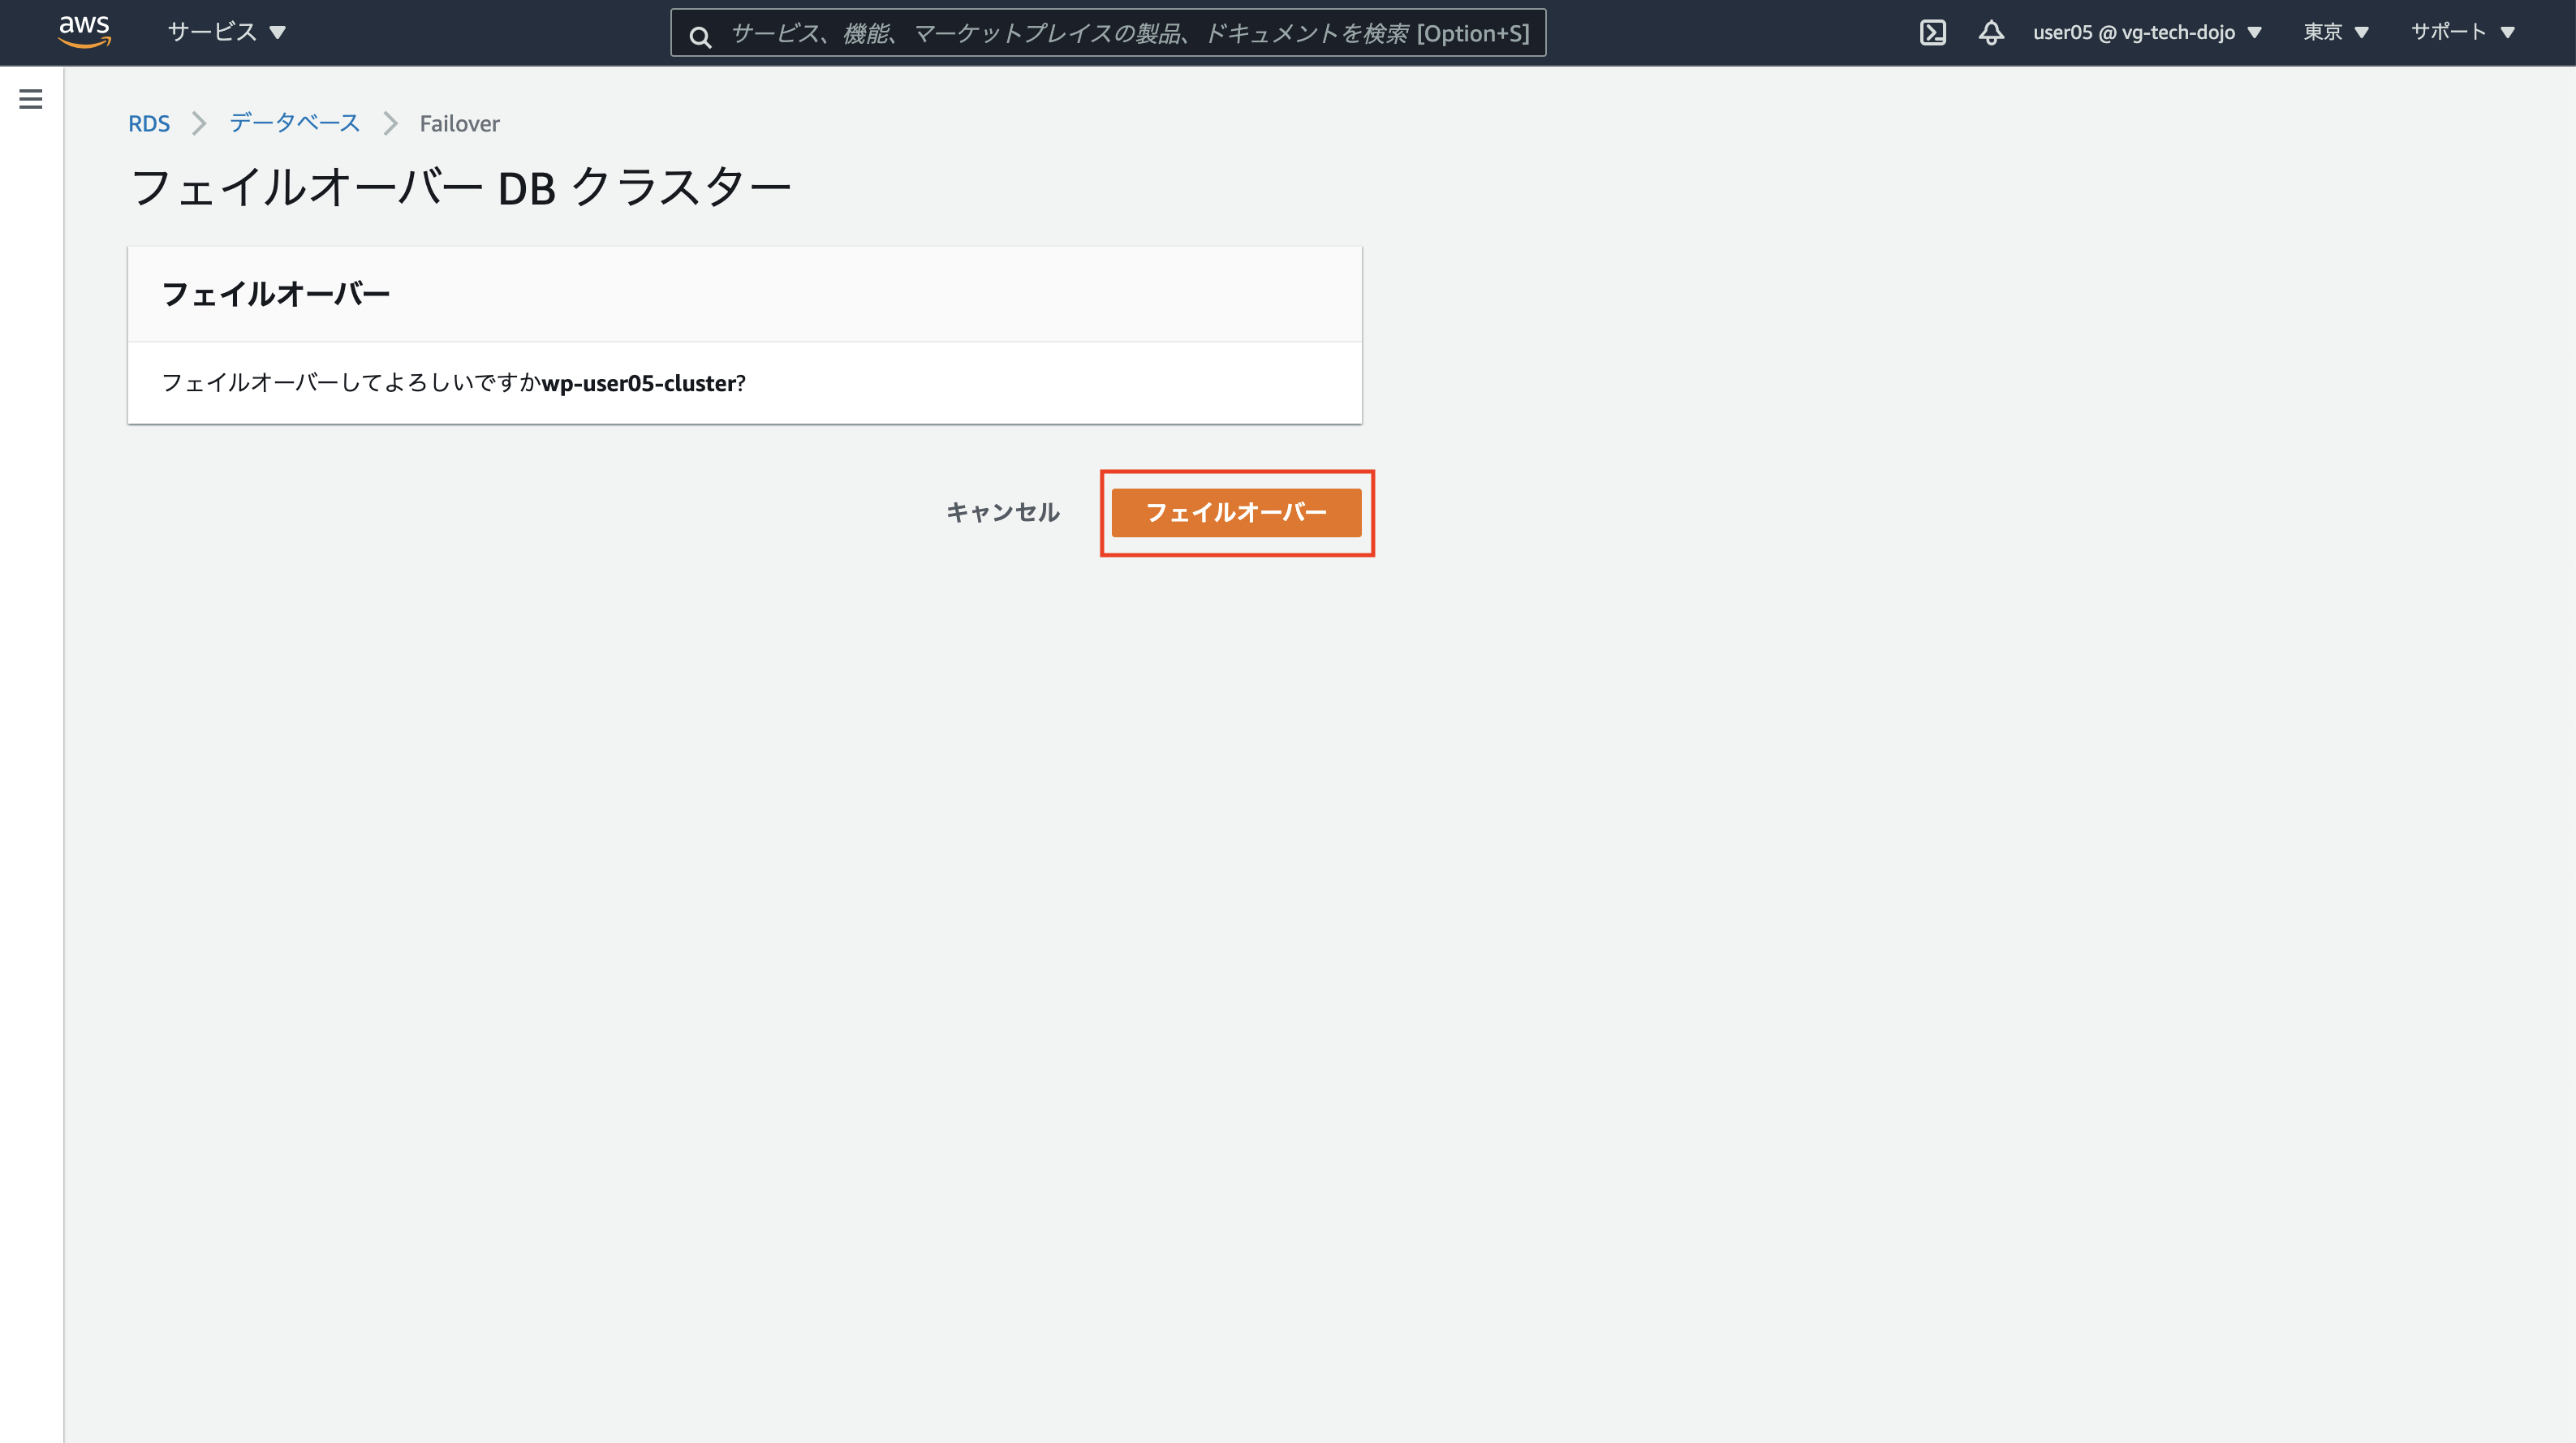 aws サービス ▼ サービス、機能、マーケットプレイスの製品、ドキュメントを検索 [Option+S] user05 @ vg-tech-dojo ▼ 東京 ▼ サポート ▼
RDS > データベース > Failover
フェイルオーバー DB クラスター
フェイルオーバー
フェイルオーバーしてよろしいですかwp-user05-cluster?
キャンセル フェイルオーバー